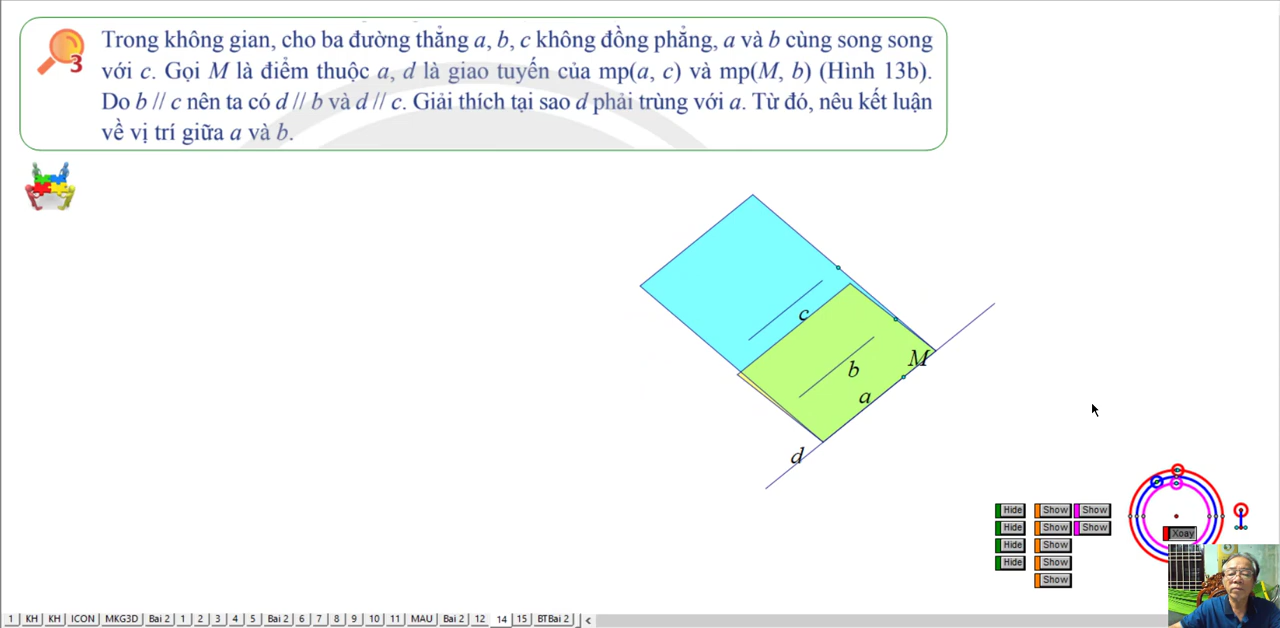 Trong không gian, cho ba đường thẳng a, b, c không đồng phẳng, a và b cùng song song
với c. Gọi M là điểm thuộc a, d là giao tuyến của mp(a, c) và mp(M, b) (Hình 13b).
Do b // c nên ta có d // b và d // c. Giải thích tại sao d phải trùng với a. Từ đó, nêu kết luận
về vị trí giữa a và b.
3
c
M
b
a
d
Hide Show Show
Hide Show Show
Hide Show
Hide Show
Show
Xoay
1 KH KH ICON MKG3D Bai 2 1 2 3 4 5 Bai 2 6 7 8 9 10 11 MAU Bai 2 12 14 15 BTBai 2